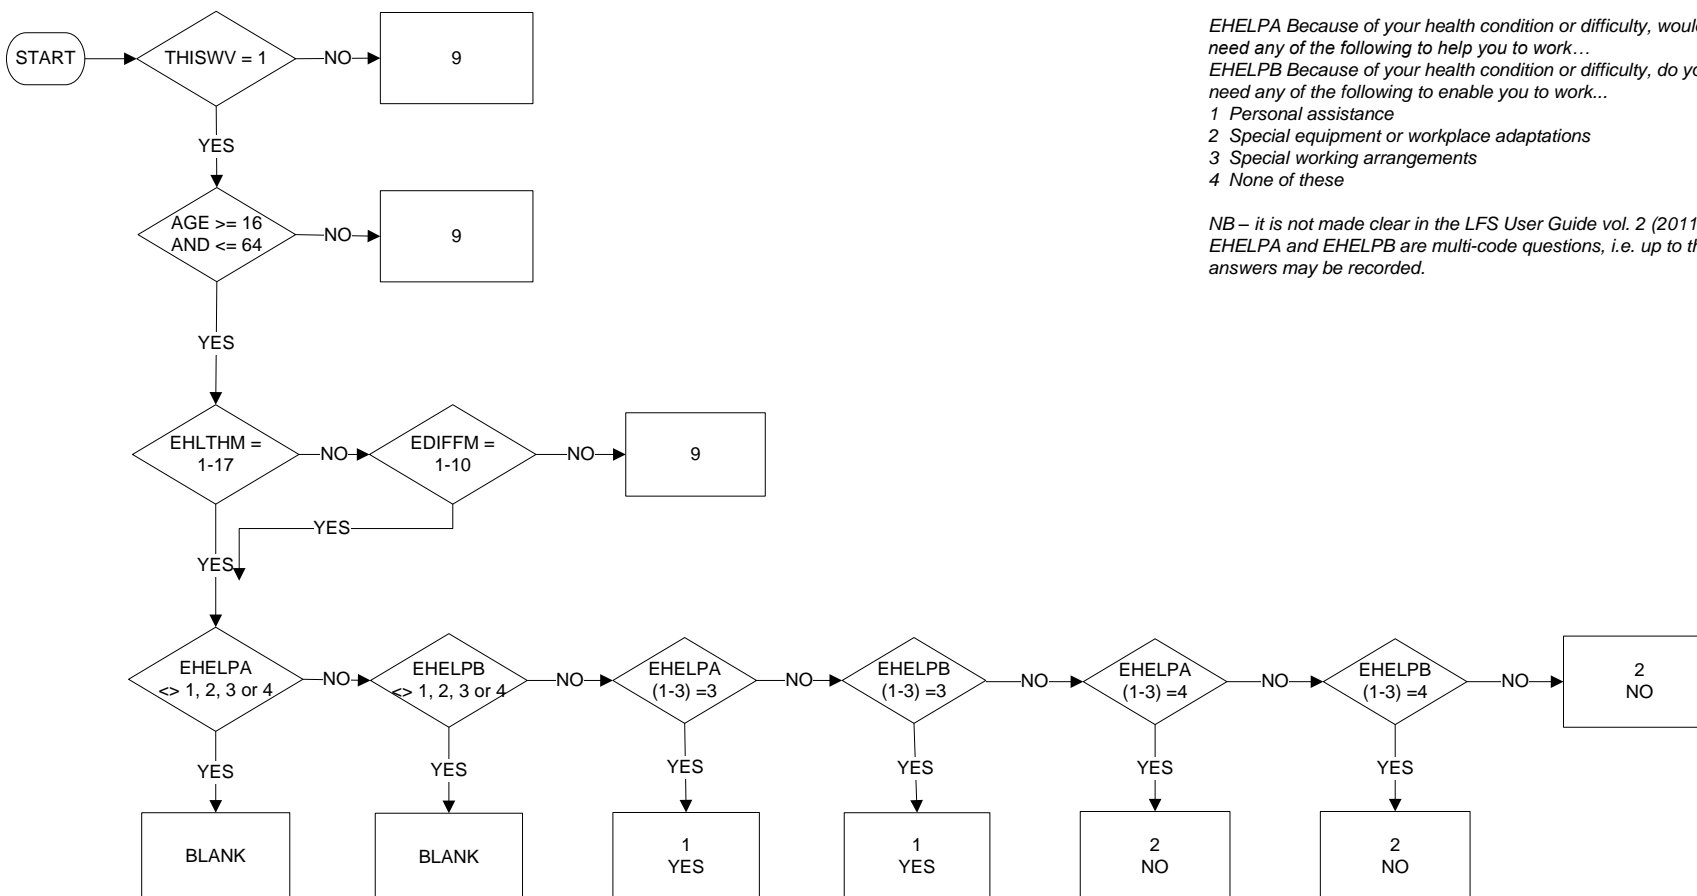 START
THISWV = 1
NO
9
EHELPA Because of your health condition or difficulty, would
need any of the following to help you to work…
EHELPB Because of your health condition or difficulty, do yo
need any of the following to enable you to work...
1 Personal assistance
2 Special equipment or workplace adaptations
3 Special working arrangements
4 None of these
NB – it is not made clear in the LFS User Guide vol. 2 (2011
EHELPA and EHELPB are multi-code questions, i.e. up to th
answers may be recorded.
YES
AGE >= 16
AND <= 64
NO
9
YES
EHLTHM =
1-17
NO
EDIFFM =
1-10
NO
9
YES
YES
EHELPA
<> 1, 2, 3 or 4
NO
EHELPB
<> 1, 2, 3 or 4
NO
EHELPA
(1-3) =3
NO
EHELPB
(1-3) =3
NO
EHELPA
(1-3) =4
NO
EHELPB
(1-3) =4
NO
2
NO
YES
YES
YES
YES
YES
YES
BLANK
BLANK
1
YES
1
YES
2
NO
2
NO